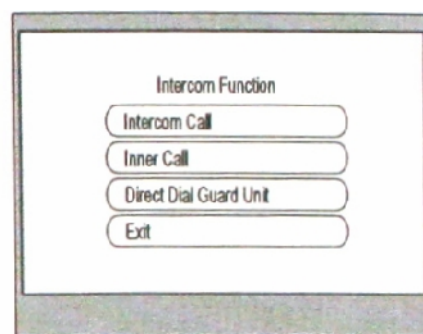 Intercom Function
Intercom Call
Inner Call
Direct Dial Guard Unit
Exit